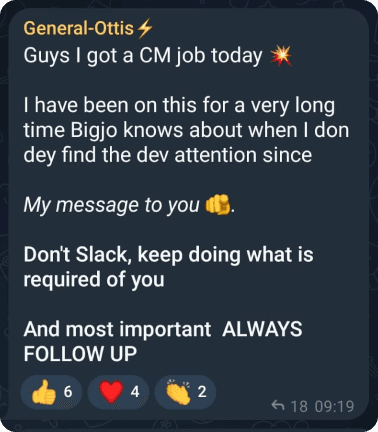 General-Ottis⚡
Guys I got a CM job today 💥
I have been on this for a very long
time Bigjo knows about when I don
dey find the dev attention since
My message to you 🫵.
Don't Slack, keep doing what is
required of you
And most important  ALWAYS
FOLLOW UP
👍 6 ❤️ 4 👏 2
18 09:19